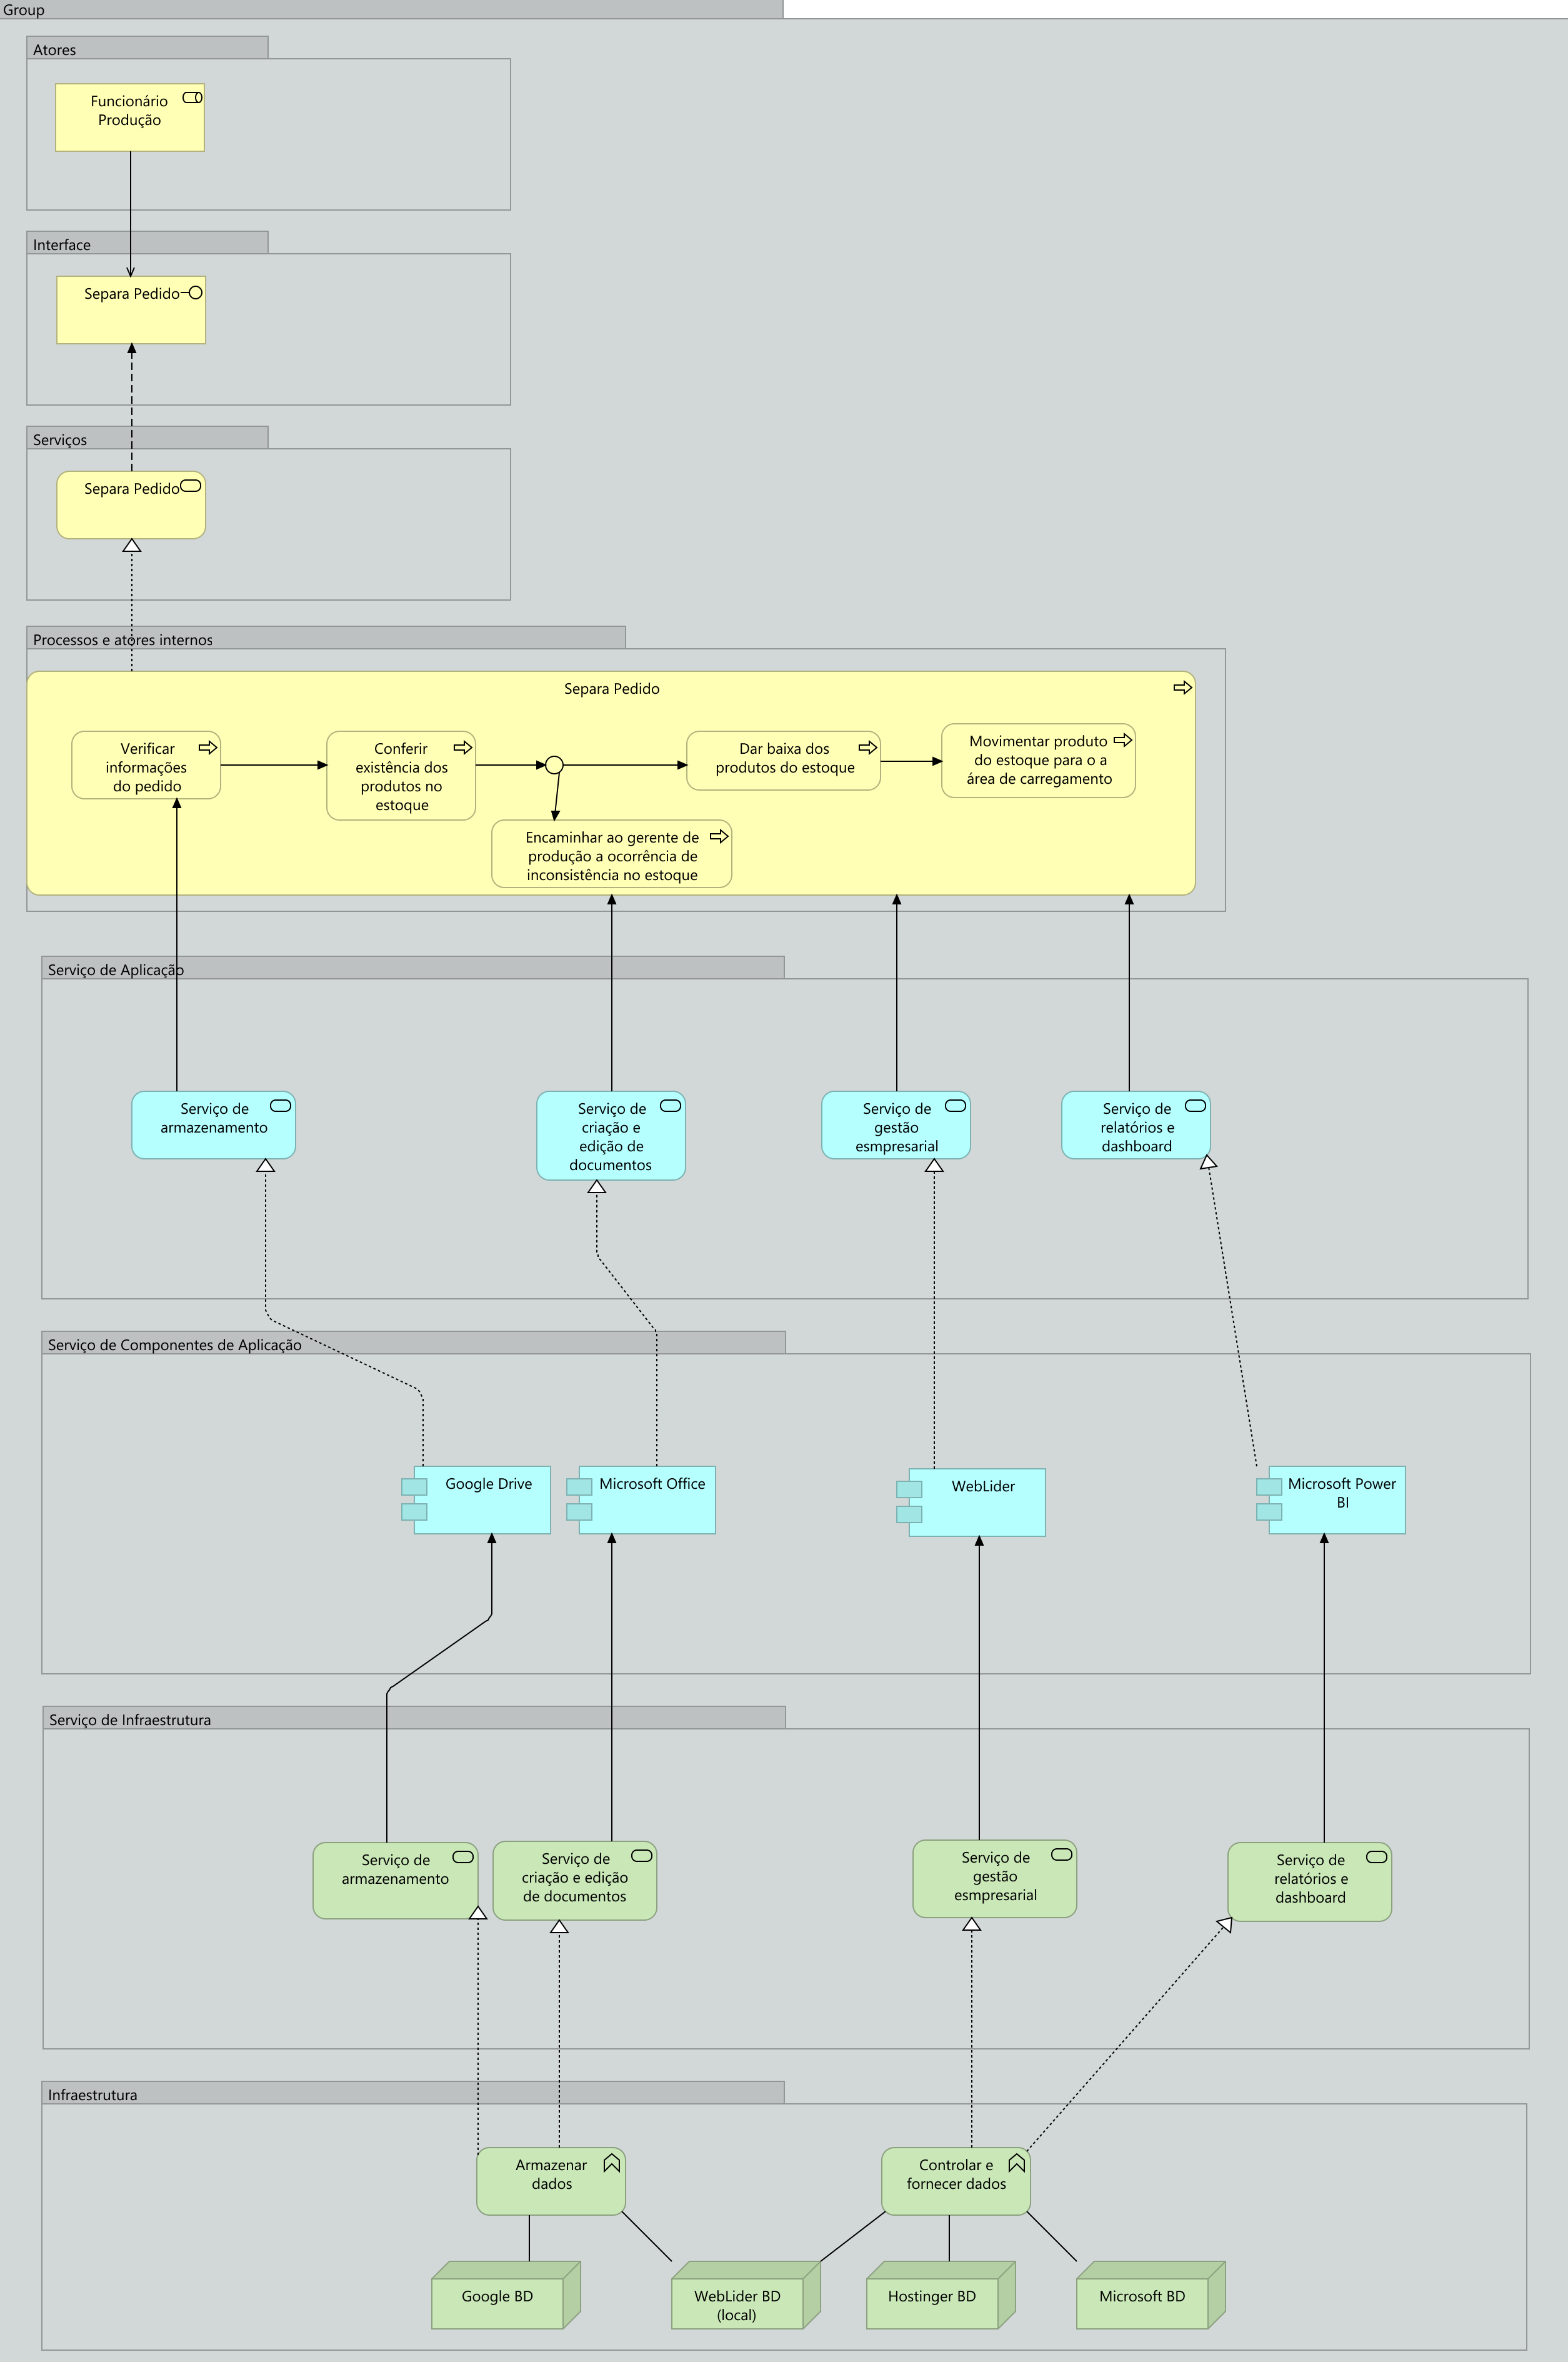 Group
Atores
Funcionário
Produção
Interface
Separa Pedido
Serviços
Separa Pedido
Processos e atores internos
Separa Pedido
Verificar
informações
do pedido
Conferir
existência dos
produtos no
estoque
Dar baixa dos
produtos do estoque
Movimentar produto
do estoque para o a
área de carregamento
Encaminhar ao gerente de
produção a ocorrência de
inconsistência no estoque
Serviço de Aplicação
Serviço de
armazenamento
Serviço de
criação e
edição de
documentos
Serviço de
gestão
esmpresarial
Serviço de
relatórios e
dashboard
Serviço de Componentes de Aplicação
Google Drive
Microsoft Office
WebLider
Microsoft Power
BI
Serviço de Infraestrutura
Serviço de
armazenamento
Serviço de
criação e edição
de documentos
Serviço de
gestão
esmpresarial
Serviço de
relatórios e
dashboard
Infraestrutura
Armazenar
dados
Controlar e
fornecer dados
Google BD
WebLider BD
(local)
Hostinger BD
Microsoft BD